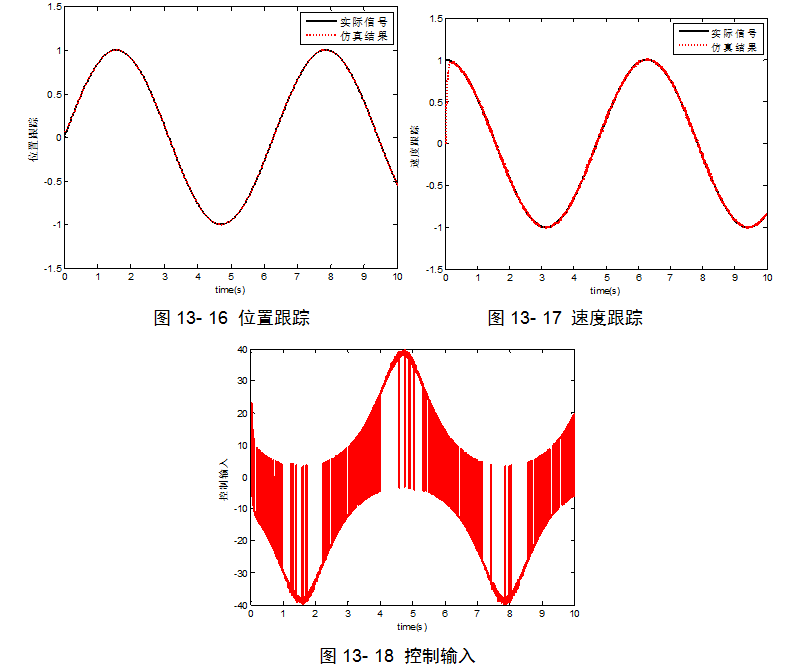 1.5
1
0.5
0
-0.5
-1
-1.5
位置跟踪
实际信号
仿真结果
0 1 2 3 4 5 6 7 8 9 10
time(s)
图 13- 16 位置跟踪
1.5
1
0.5
0
-0.5
-1
-1.5
速度跟踪
实际信号
仿真结果
0 1 2 3 4 5 6 7 8 9 10
time(s)
图 13- 17 速度跟踪
40
30
20
10
0
-10
-20
-30
-40
控制输入
0 1 2 3 4 5 6 7 8 9 10
time(s)
图 13- 18 控制输入